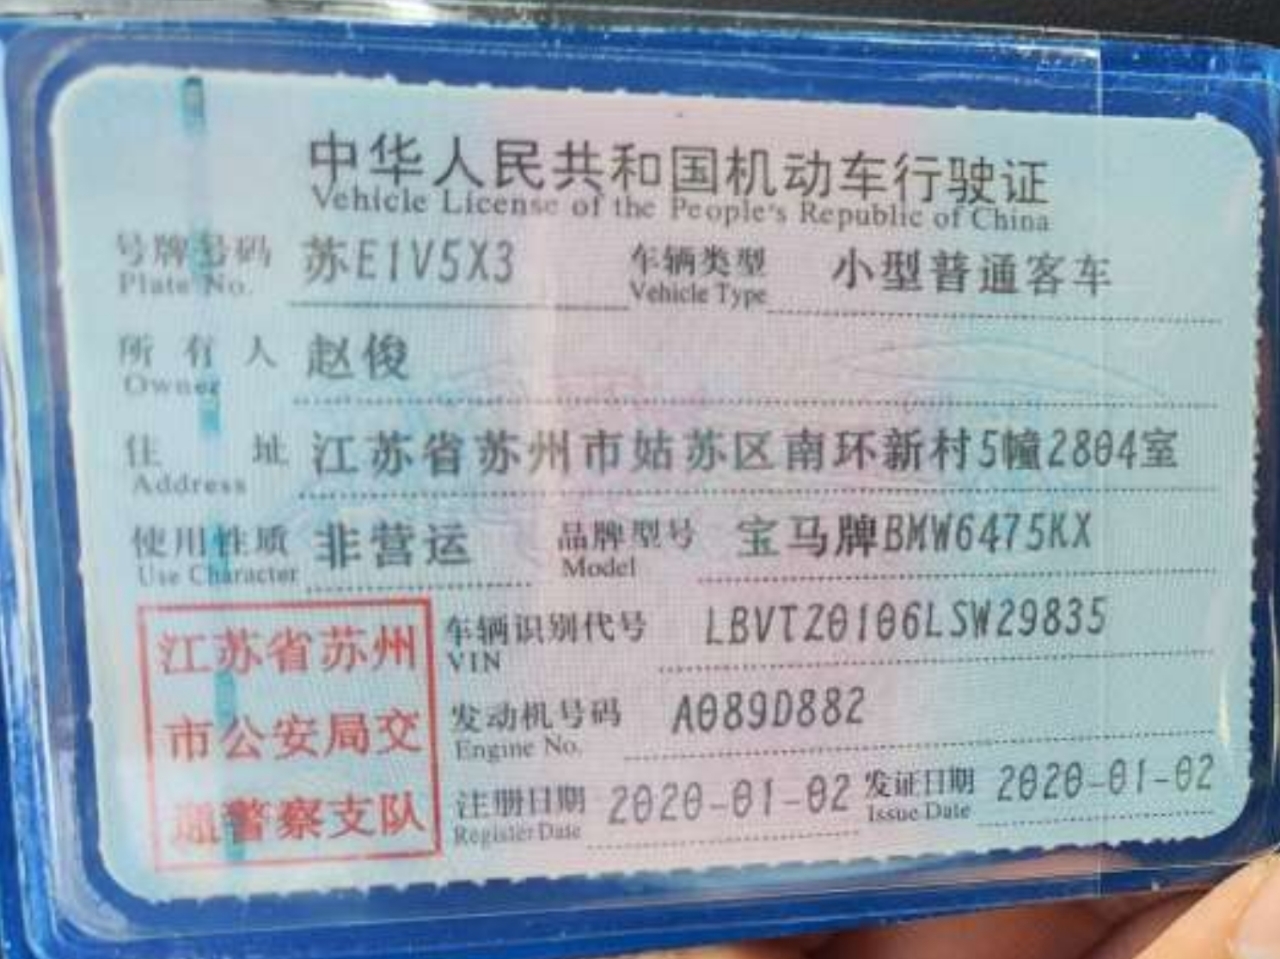 中华人民共和国机动车行驶证
Vehicle License of the People's Republic of China
号牌号码 苏E1V5X3 车辆类型 小型普通客车
Plate No. Vehicle Type
所有人 赵俊
Owner
住址 江苏省苏州市姑苏区南环新村5幢2804室
Address
使用性质 非营运 品牌型号 宝马牌BMW6475KX
Use Character Model
江苏省苏州
市公安局交
通警察支队
车辆识别代号 LBVTZ0106LSW29835
VIN
发动机号码 A089D882
Engine No.
注册日期 2020-01-02 发证日期 2020-01-02
Register Date Issue Date